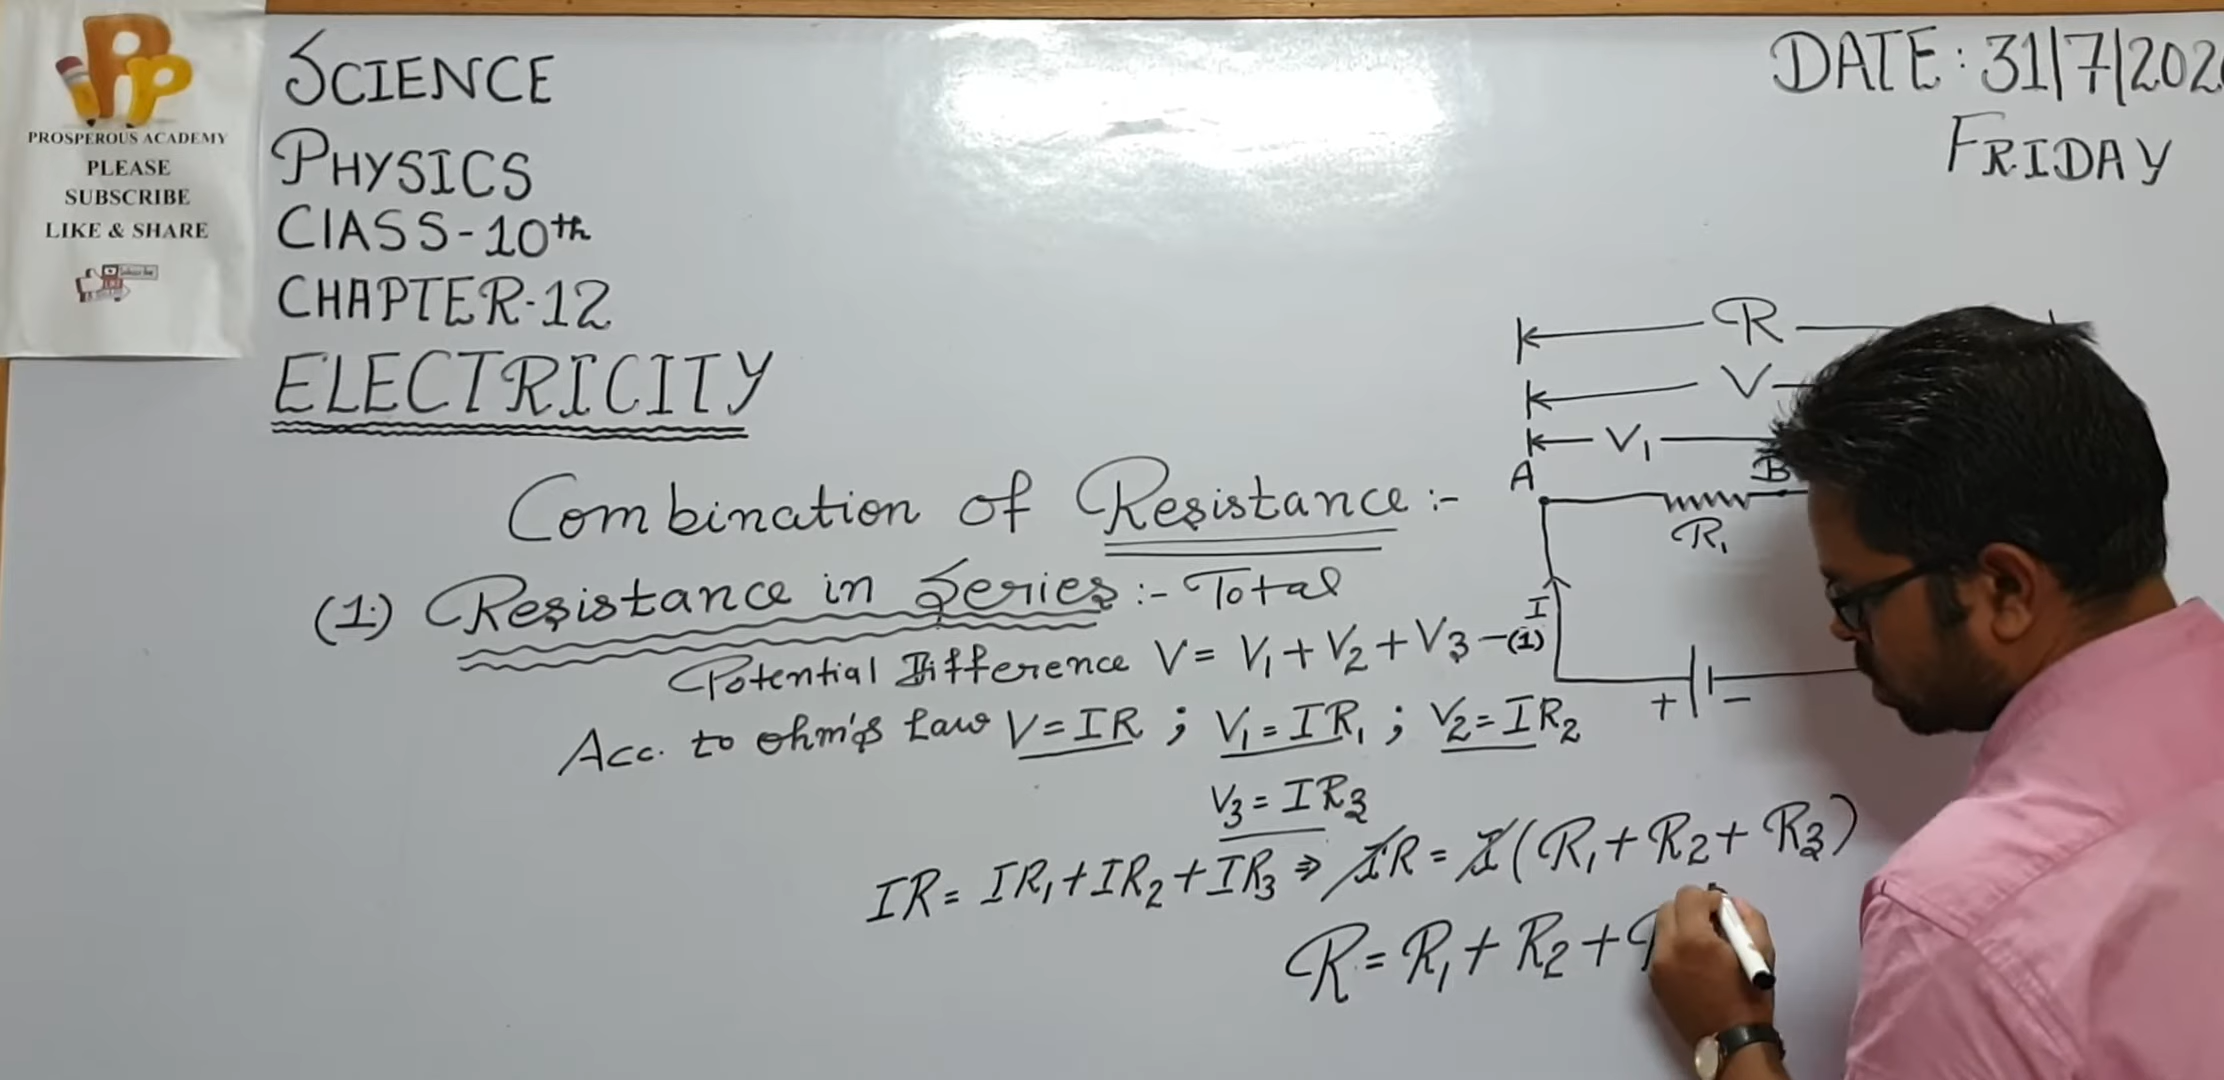 PROSPEROUS ACADEMY
PLEASE
SUBSCRIBE
LIKE & SHARE
SCIENCE
PHYSICS
ClASS-10th
CHAPTER-12
ELECTRICITY
DATE: 31/7/202
FRIDAY
Combination of Resistance :-
(1.) Resistance in Series :- Total
Potential Difference V = V₁ + V₂ + V₃ -(1)
Acc. to ohm's law V = IR ; V₁ = IR₁ ; V₂ = IR₂
V₃ = IR₃
IR = IR₁ + IR₂ + IR₃ ⇒ IR = I (R₁ + R₂ + R₃)
R = R₁ + R₂ +
R
V
V₁
A
B
R₁
I
+ -